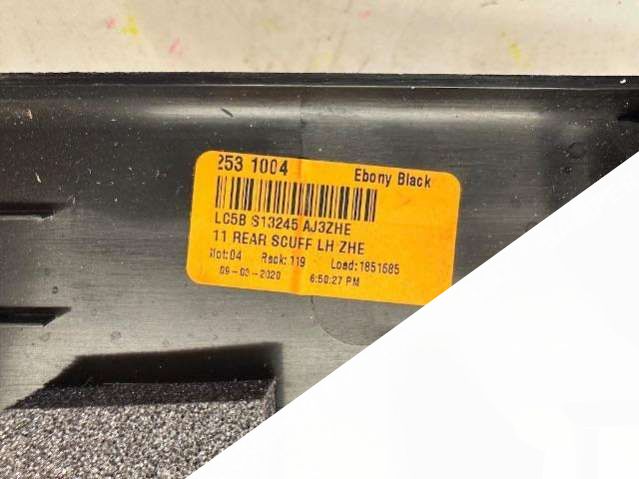 253 1004 Ebony Black
LC5B S13245 AJ3ZHE
11 REAR SCUFF LH ZHE
Hot:04 Rack:119 Load:1851585
09-03-2020 6:50:27 PM